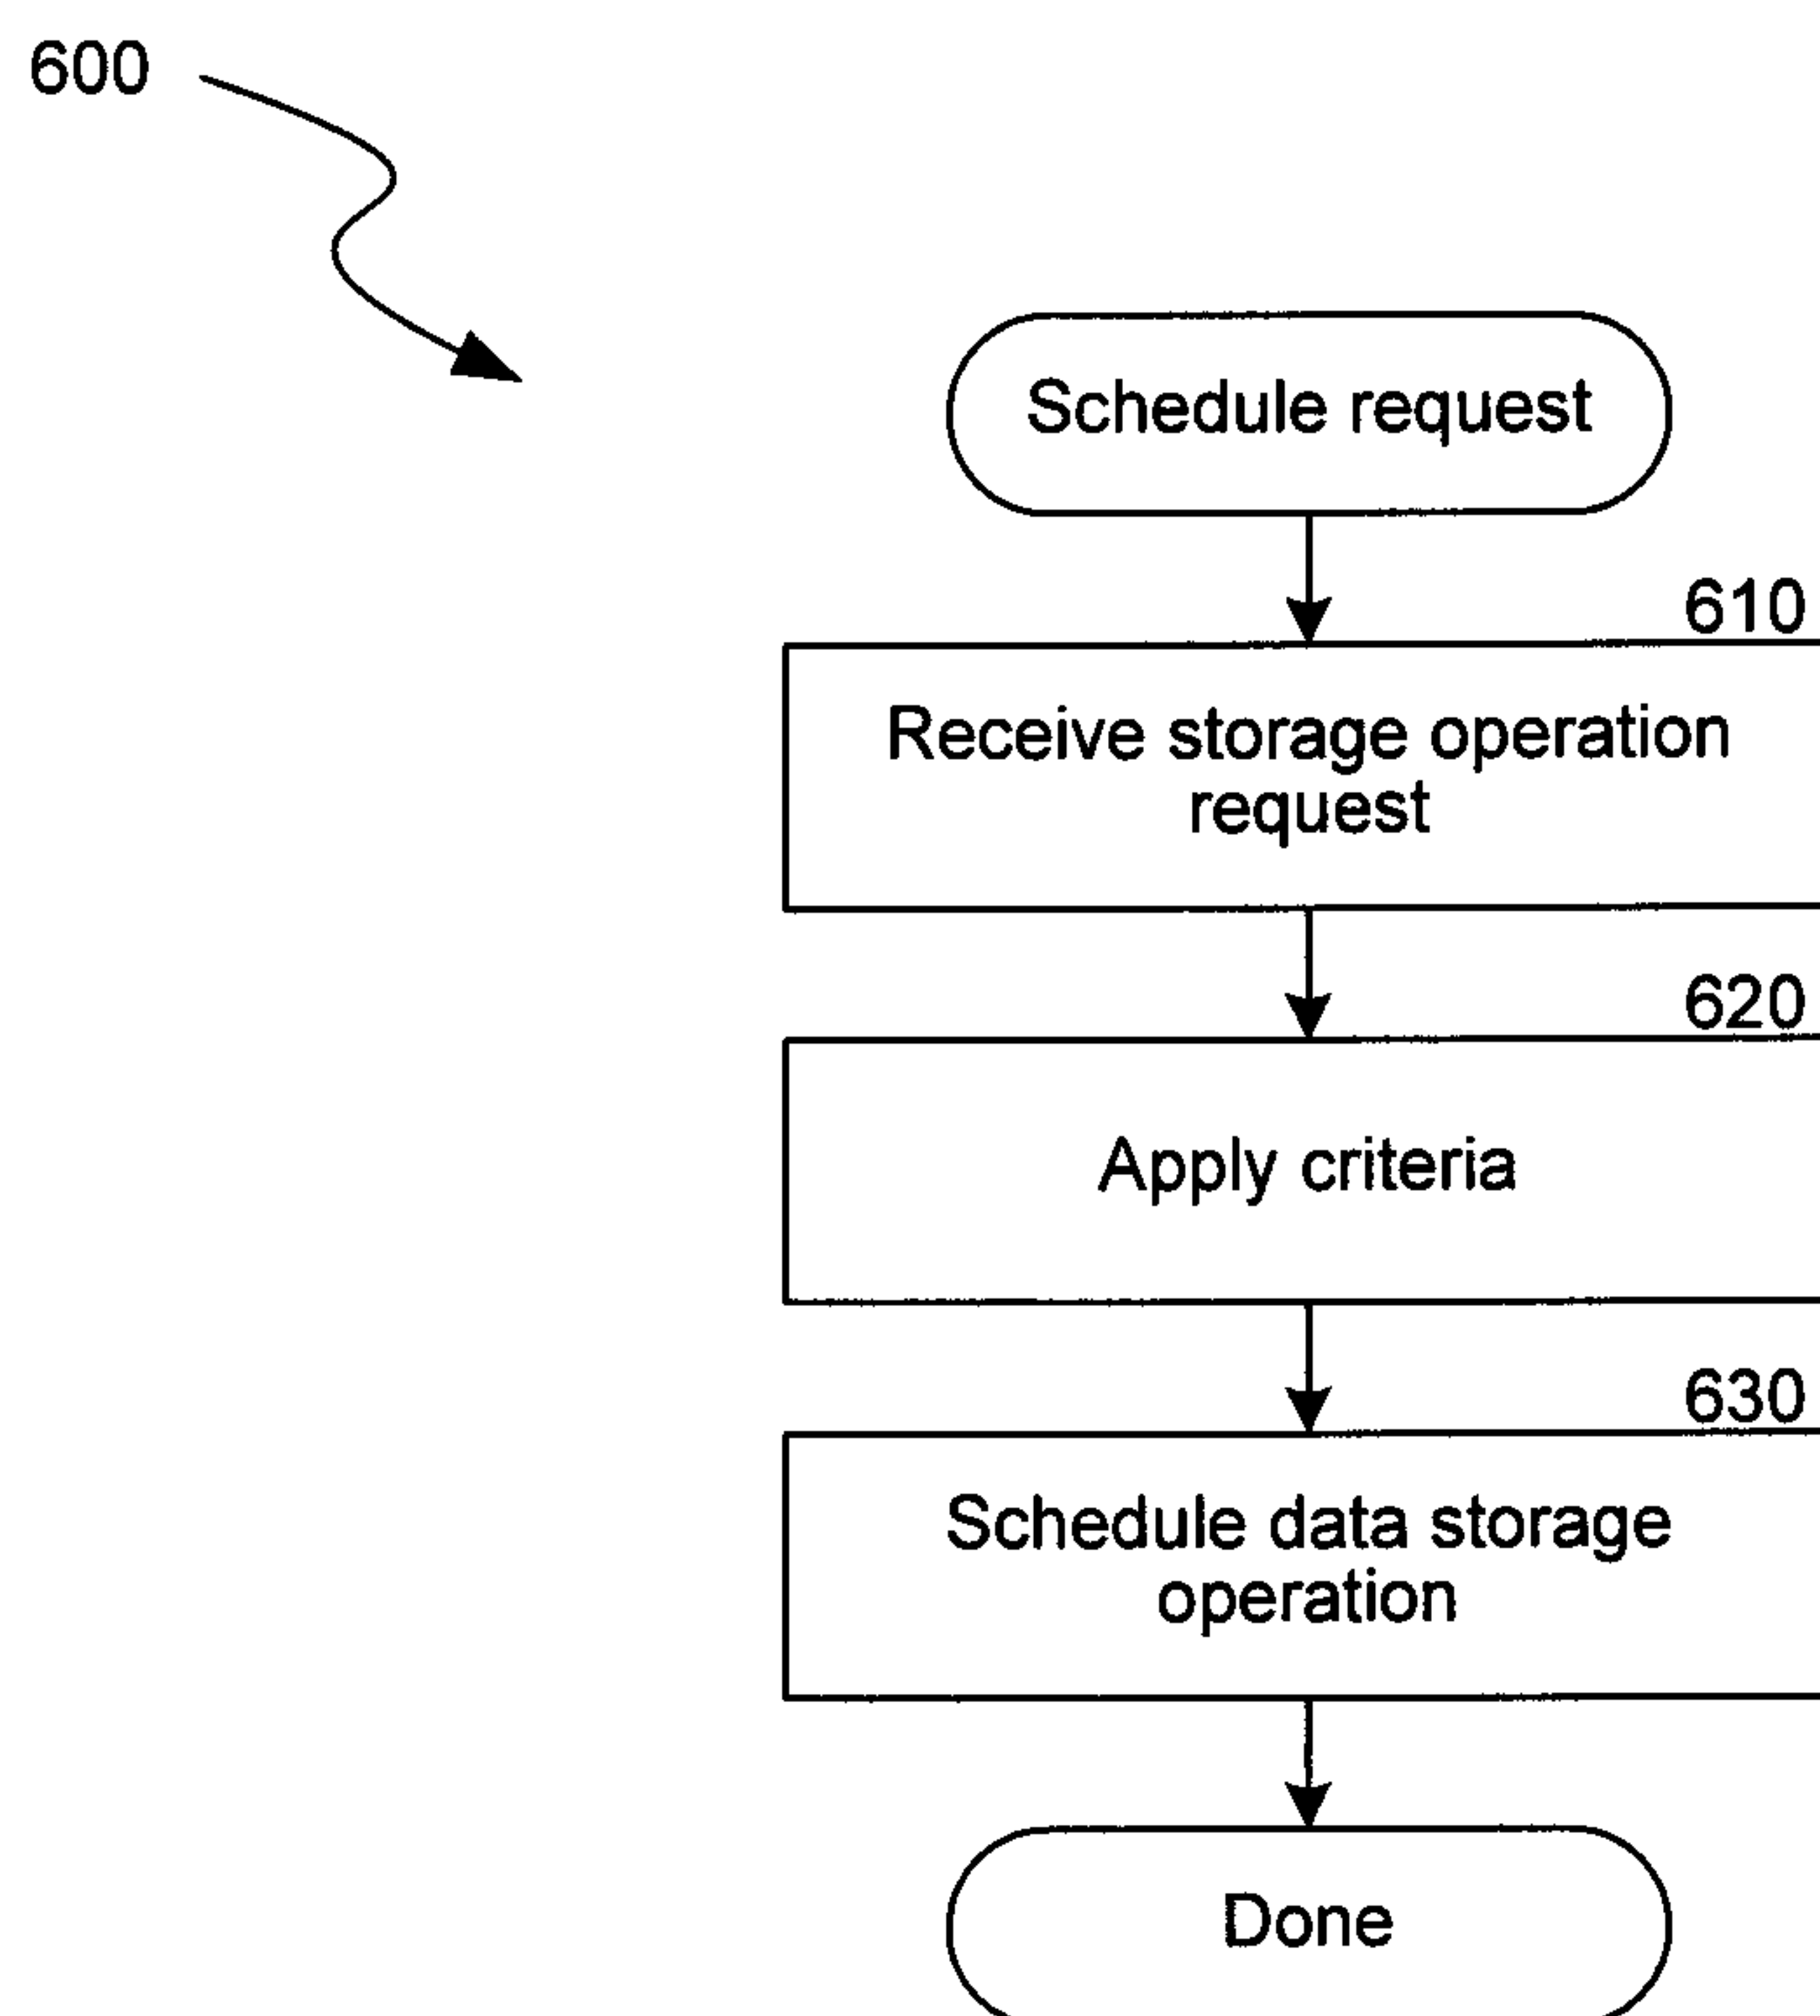 600
Schedule request
610
Receive storage operation
request
620
Apply criteria
630
Schedule data storage
operation
Done